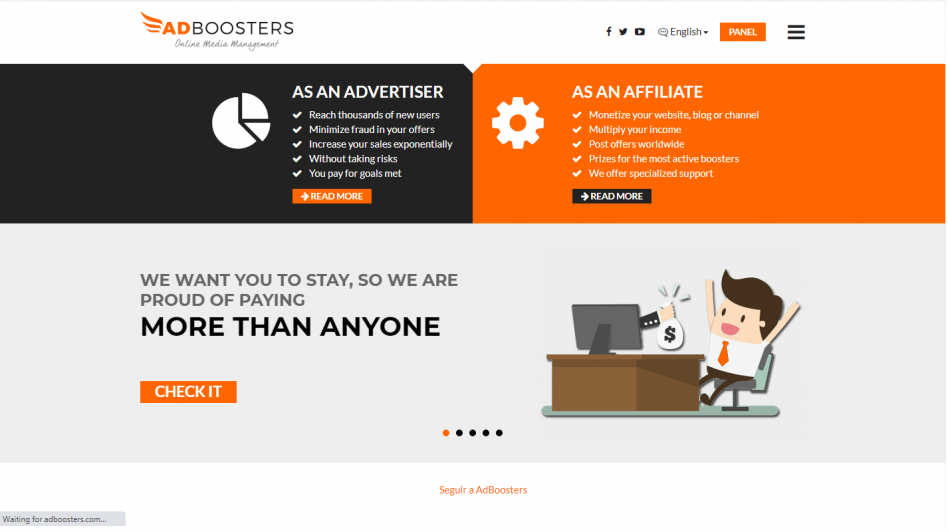 ADBOOSTERS
Online Media Management
English
PANEL
AS AN ADVERTISER
Reach thousands of new users
Minimize fraud in your offers
Increase your sales exponentially
Without taking risks
You pay for goals met
READ MORE
AS AN AFFILIATE
Monetize your website, blog or channel
Multiply your income
Post offers worldwide
Prizes for the most active boosters
We offer specialized support
READ MORE
WE WANT YOU TO STAY, SO WE ARE
PROUD OF PAYING
MORE THAN ANYONE
CHECK IT
$
Seguir a AdBoosters
Waiting for adboosters.com...